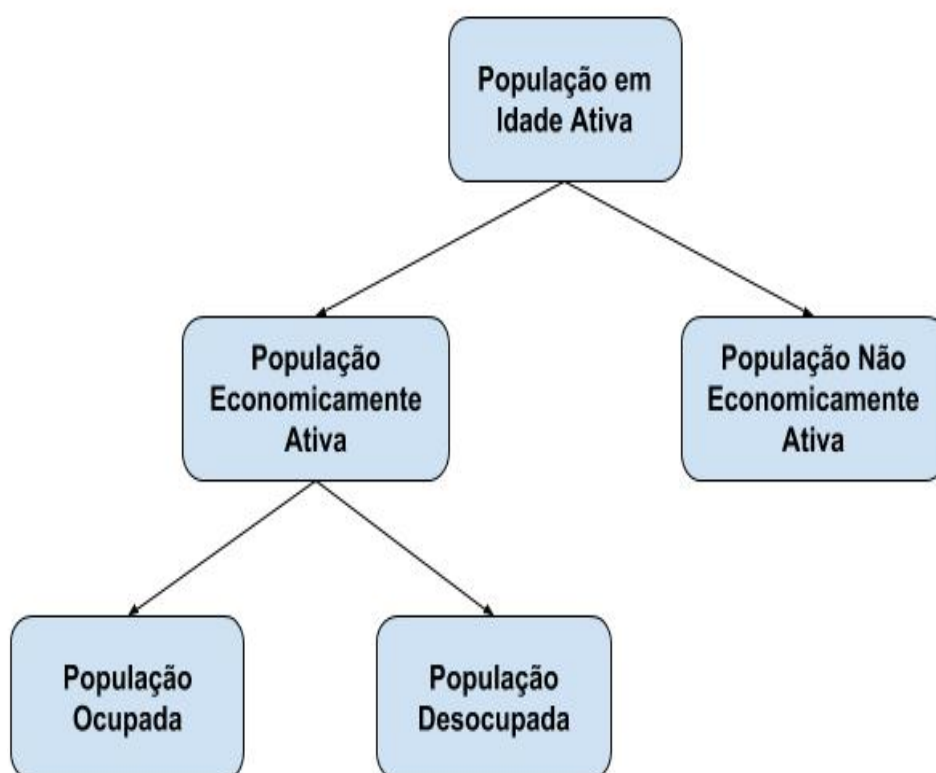 População em
Idade Ativa
População
Economicamente
Ativa
População Não
Economicamente
Ativa
População
Ocupada
População
Desocupada